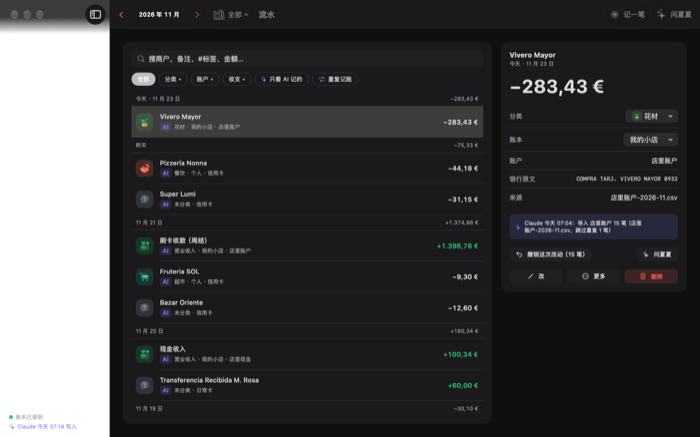 2026 年 11 月
全部
流水
记一笔
问夏夏
搜商户、备注、#标签、金额…
全部
分类
账户
收支
只看 AI 记的
重复记账
今天 · 11 月 23 日
−283,43 €
Vivero Mayor
AI 花材 · 我的小店 · 店里账户
−283,43 €
昨天
−75,33 €
Pizzeria Nonna
AI 餐饮 · 个人 · 信用卡
−44,18 €
Super Lumi
AI 未分类 · 信用卡
−31,15 €
11 月 21 日
+1.374,88 €
刷卡收款 (周结)
AI 营业收入 · 我的小店 · 店里账户
+1.396,78 €
Frutería SOL
AI 超市 · 个人 · 信用卡
−9,30 €
Bazar Oriente
AI 未分类 · 信用卡
−12,60 €
11 月 20 日
+160,34 €
现金收入
AI 营业收入 · 我的小店 · 店里现金
+100,34 €
Transferencia Recibida M. Rosa
AI 未分类 · 日常卡
+60,00 €
11 月 19 日
−30,10 €
Vivero Mayor
今天 · 11 月 23 日
−283,43 €
分类
花材
账本
我的小店
账户
店里账户
银行原文
COMPRA TARJ. VIVERO MAYOR 0932
来源
店里账户-2026-11.csv
Claude 今天 07:04：导入 店里账户 15 笔 (店里
账户-2026-11.csv，跳过重复 1 笔)
撤销这次改动 (15 笔)
问夏夏
改
更多
删除
Claude 今天 07:14 写入